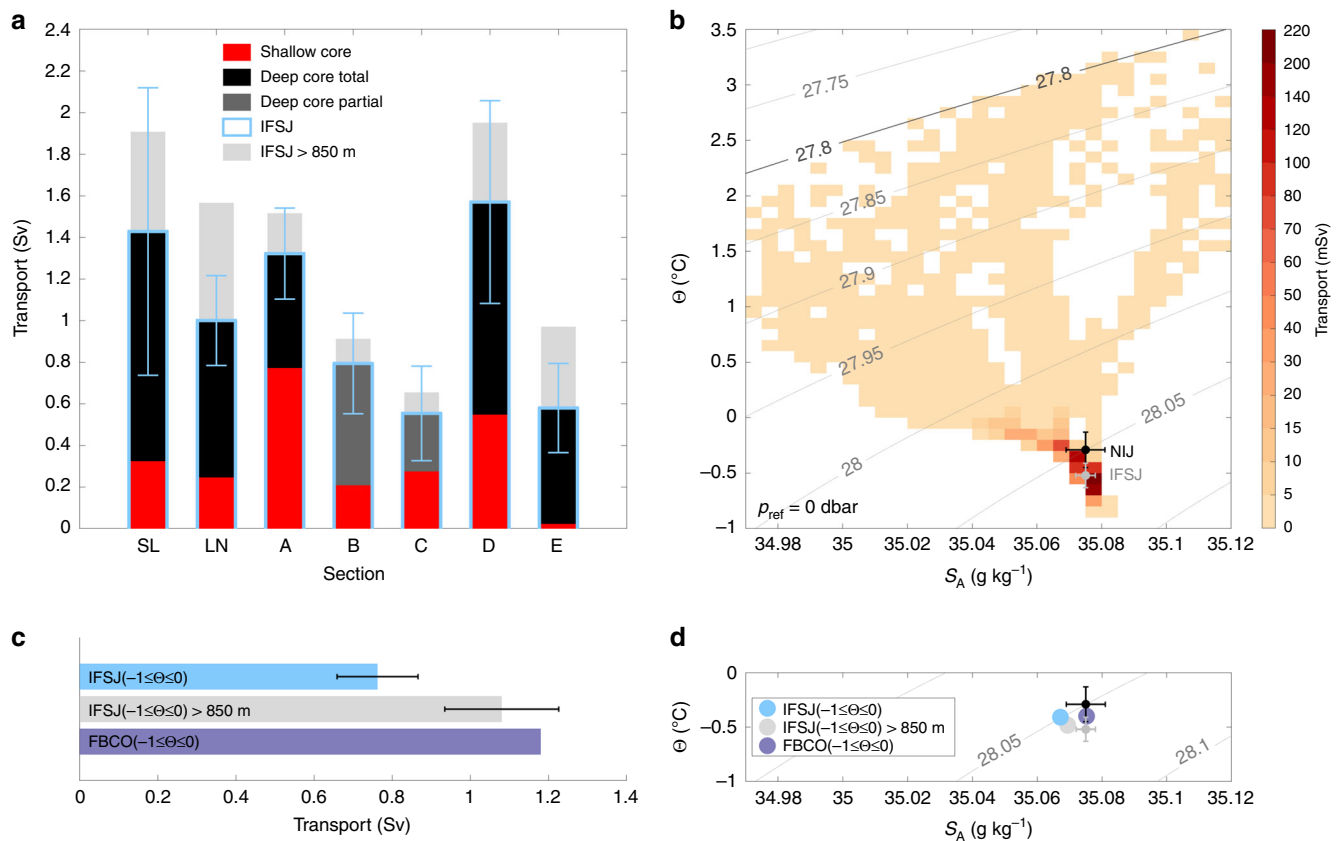 a
2.4
2.2
2
1.8
1.6
1.4
1.2
1
0.8
0.6
0.4
0.2
0
Transport (Sv)
Shallow core
Deep core total
Deep core partial
IFSJ
IFSJ > 850 m
SL LN A B C D E
Section
b
3.5
3
2.5
2
1.5
1
0.5
0
−0.5
−1
Θ (°C)
27.75
27.8
27.8
27.85
27.9
27.95
28
28.05
NIJ
IFSJ
p_ref = 0 dbar
34.98 35 35.02 35.04 35.06 35.08 35.1 35.12
S_A (g kg⁻¹)
220
200
160
120
100
80
70
60
50
40
30
20
15
10
5
0
Transport (mSv)
c
IFSJ(−1≤Θ≤0)
IFSJ(−1≤Θ≤0) > 850 m
FBCO(−1≤Θ≤0)
0 0.2 0.4 0.6 0.8 1 1.2 1.4
Transport (Sv)
d
0
−0.5
−1
Θ (°C)
IFSJ(−1≤Θ≤0)
IFSJ(−1≤Θ≤0) > 850 m
FBCO(−1≤Θ≤0)
28.05
28.1
34.98 35 35.02 35.04 35.06 35.08 35.1 35.12
S_A (g kg⁻¹)